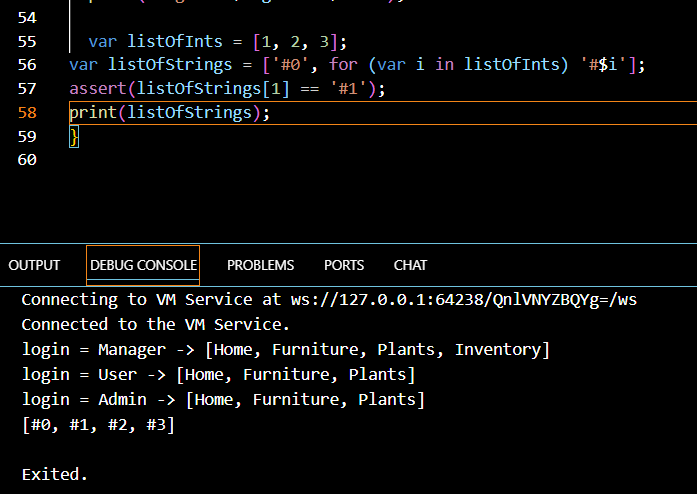 54
55 var listOfInts = [1, 2, 3];
56 var listOfStrings = ['#0', for (var i in listOfInts) '#$i'];
57 assert(listOfStrings[1] == '#1');
58 print(listOfStrings);
59 }
60
OUTPUT DEBUG CONSOLE PROBLEMS PORTS CHAT
Connecting to VM Service at ws://127.0.0.1:64238/QnlVNYZBQYg=/ws
Connected to the VM Service.
login = Manager -> [Home, Furniture, Plants, Inventory]
login = User -> [Home, Furniture, Plants]
login = Admin -> [Home, Furniture, Plants]
[#0, #1, #2, #3]
Exited.